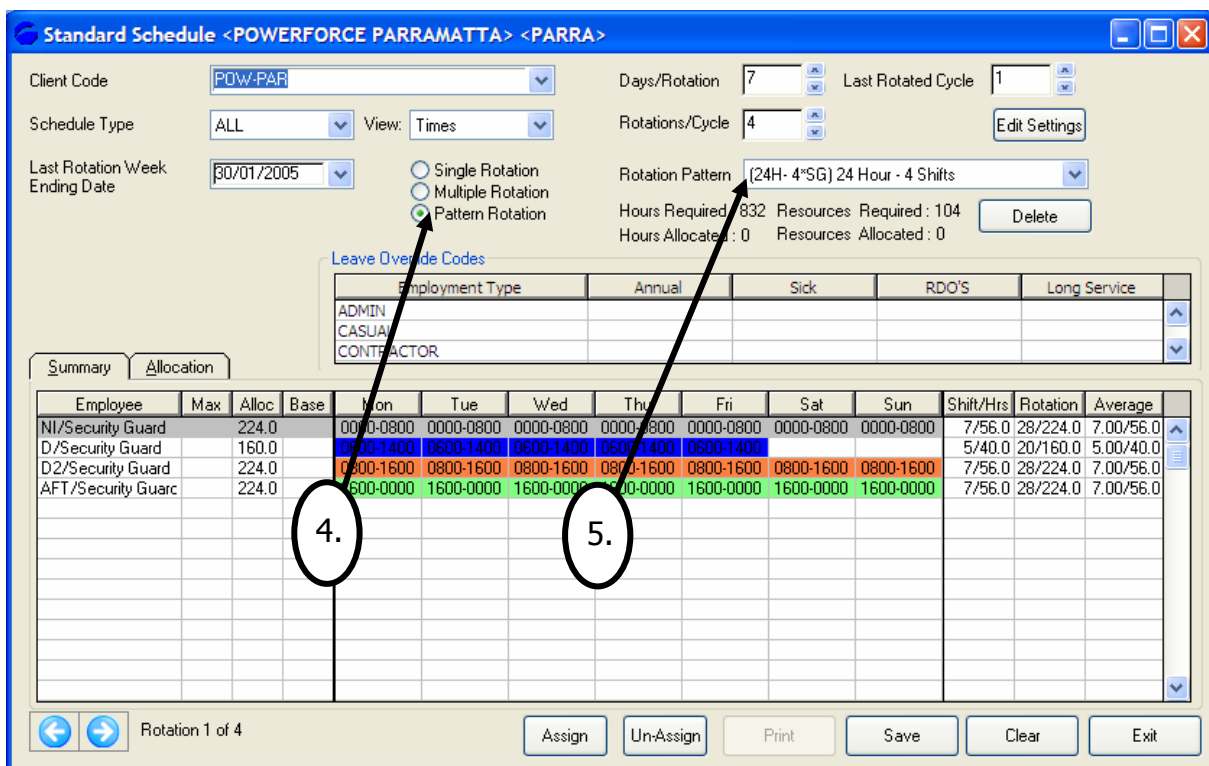 Standard Schedule <POWERFORCE PARRAMATTA> <PARRA>
Client Code POW-PAR Days/Rotation 7 Last Rotated Cycle 1
Schedule Type ALL View: Times Rotations/Cycle 4 Edit Settings
Last Rotation Week Ending Date 30/01/2005
Single Rotation
Multiple Rotation
Pattern Rotation
Rotation Pattern (24H- 4*SG) 24 Hour - 4 Shifts
Hours Required : 832 Resources Required : 104 Delete
Hours Allocated : 0 Resources Allocated : 0
Leave Override Codes
Employment Type Annual Sick RDO'S Long Service
ADMIN
CASUAL
CONTRACTOR
Summary Allocation
Employee Max Alloc Base Mon Tue Wed Thu Fri Sat Sun Shift/Hrs Rotation Average
NI/Security Guard 224.0 0000-0800 0000-0800 0000-0800 0000-0800 0000-0800 0000-0800 0000-0800 7/56.0 28/224.0 7.00/56.0
D/Security Guard 160.0 0600-1400 0600-1400 0600-1400 0600-1400 0600-1400 5/40.0 20/160.0 5.00/40.0
D2/Security Guard 224.0 0800-1600 0800-1600 0800-1600 0800-1600 0800-1600 0800-1600 0800-1600 7/56.0 28/224.0 7.00/56.0
AFT/Security Guarc 224.0 1600-0000 1600-0000 1600-0000 1600-0000 1600-0000 1600-0000 1600-0000 7/56.0 28/224.0 7.00/56.0
4. 5.
Rotation 1 of 4 Assign Un-Assign Print Save Clear Exit